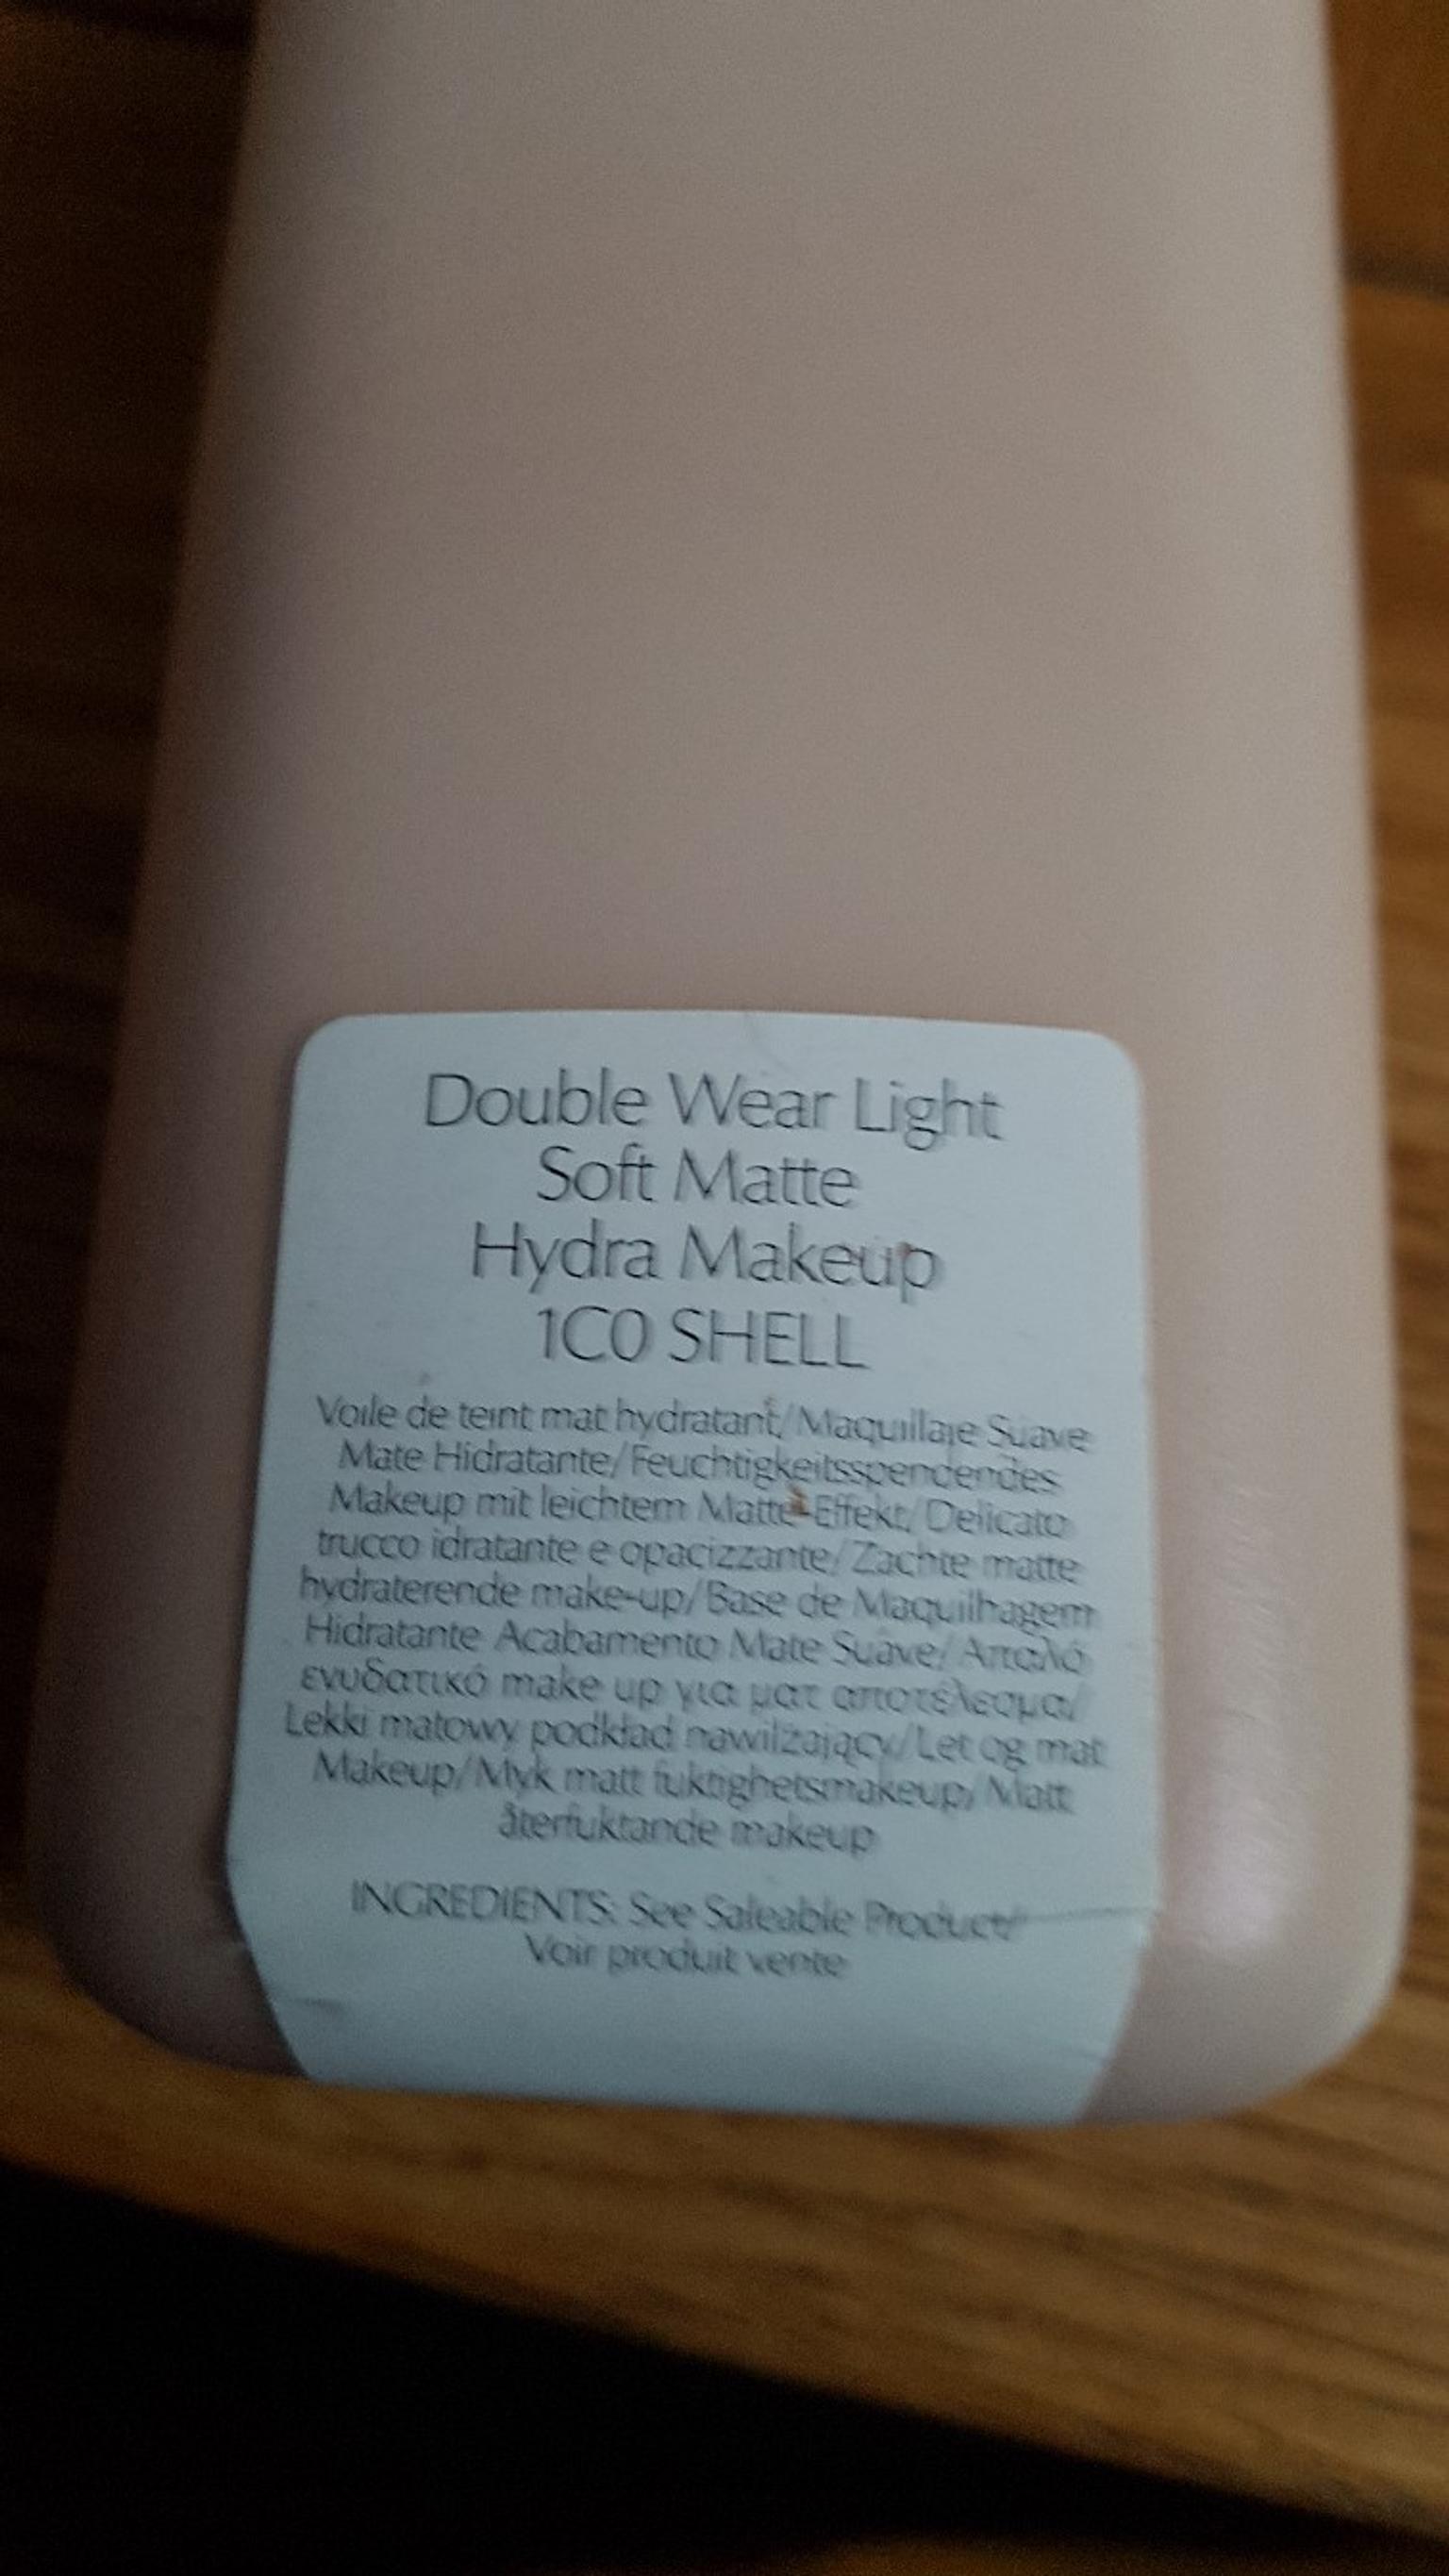 Double Wear Light
Soft Matte
Hydra Makeup
1C0 SHELL
Voile de teint mat hydratant/Maquillaje Suave
Mate Hidratante/Feuchtigkeitsspendendes
Makeup mit leichtem Matte-Effekt/Delicato
trucco idratante e opacizzante/Zachte matte
hydraterende make-up/Base de Maquilhagem
Hidratante Acabamento Mate Suave/Απαλό
ενυδατικό make up για ματ αποτέλεσμα/
Lekki matowy podkład nawilżający/Let og mat
Makeup/Myk matt fuktighetsmakeup/Matt
återfuktande makeup
INGREDIENTS: See Saleable Product/
Voir produit vente